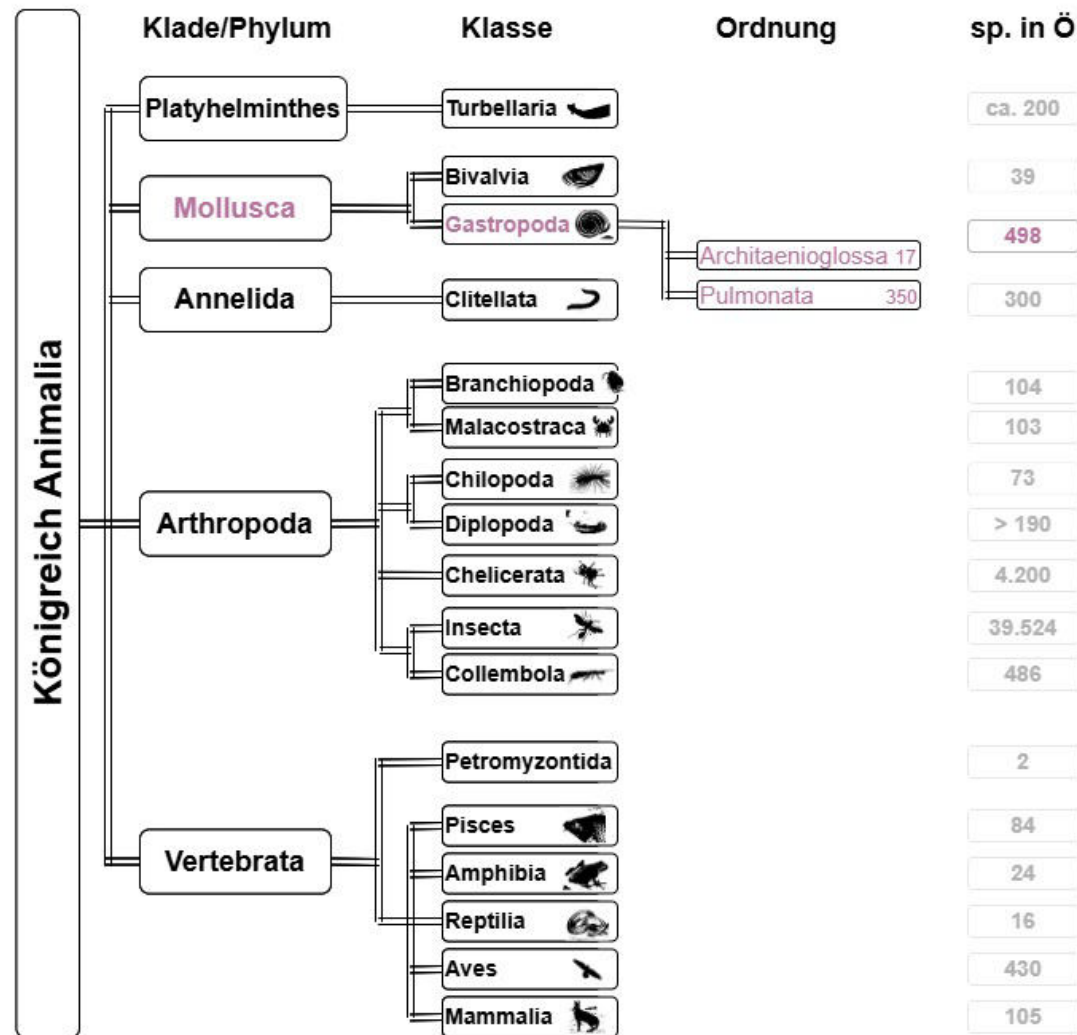 Klade/Phylum Klasse Ordnung sp. in Ö
Königreich Animalia
Platyhelminthes Turbellaria ca. 200
Mollusca Bivalvia 39
Gastropoda 498
Architaenioglossa 17
Pulmonata 350
Annelida Clitellata 300
Branchiopoda 104
Malacostraca 103
Chilopoda 73
Arthropoda Diplopoda > 190
Chelicerata 4.200
Insecta 39.524
Collembola 486
Petromyzontida 2
Pisces 84
Vertebrata Amphibia 24
Reptilia 16
Aves 430
Mammalia 105